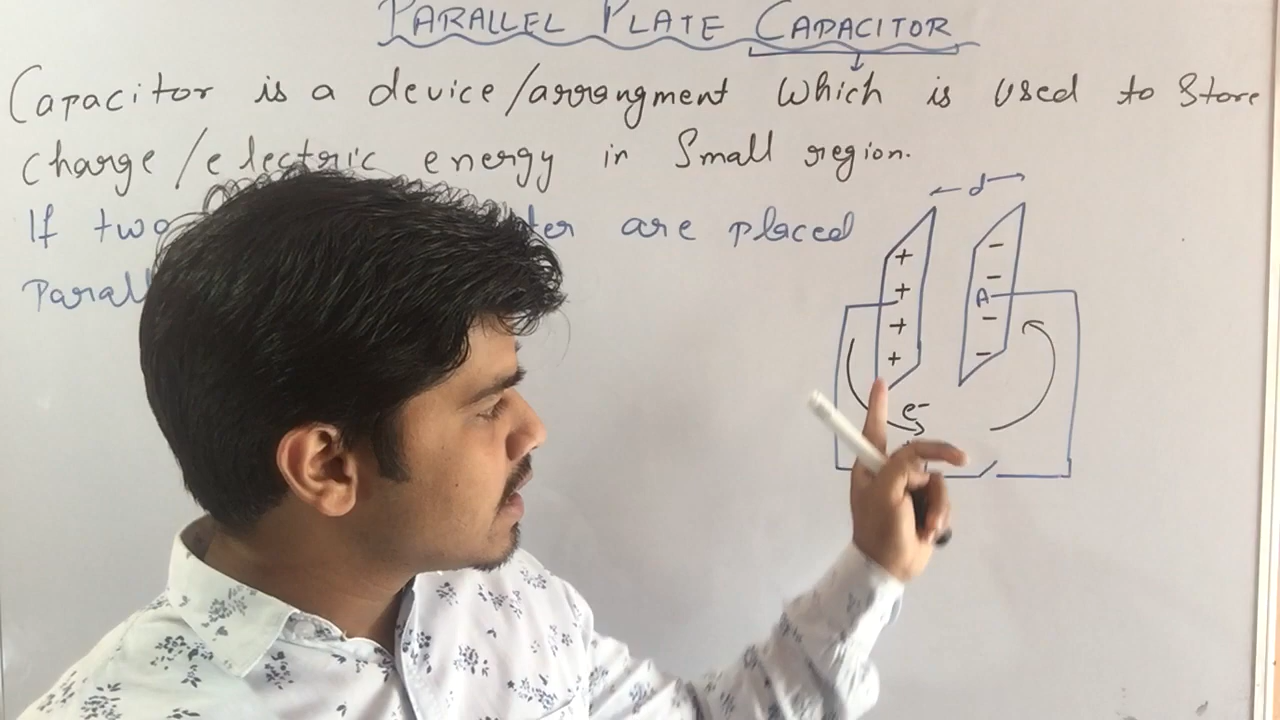 PARALLEL PLATE CAPACITOR
Capacitor is a device/arrangment which is used to store
charge/electric energy in small region.
If two are placed
d
+ -
+ -
A
+ -
+ -
e-